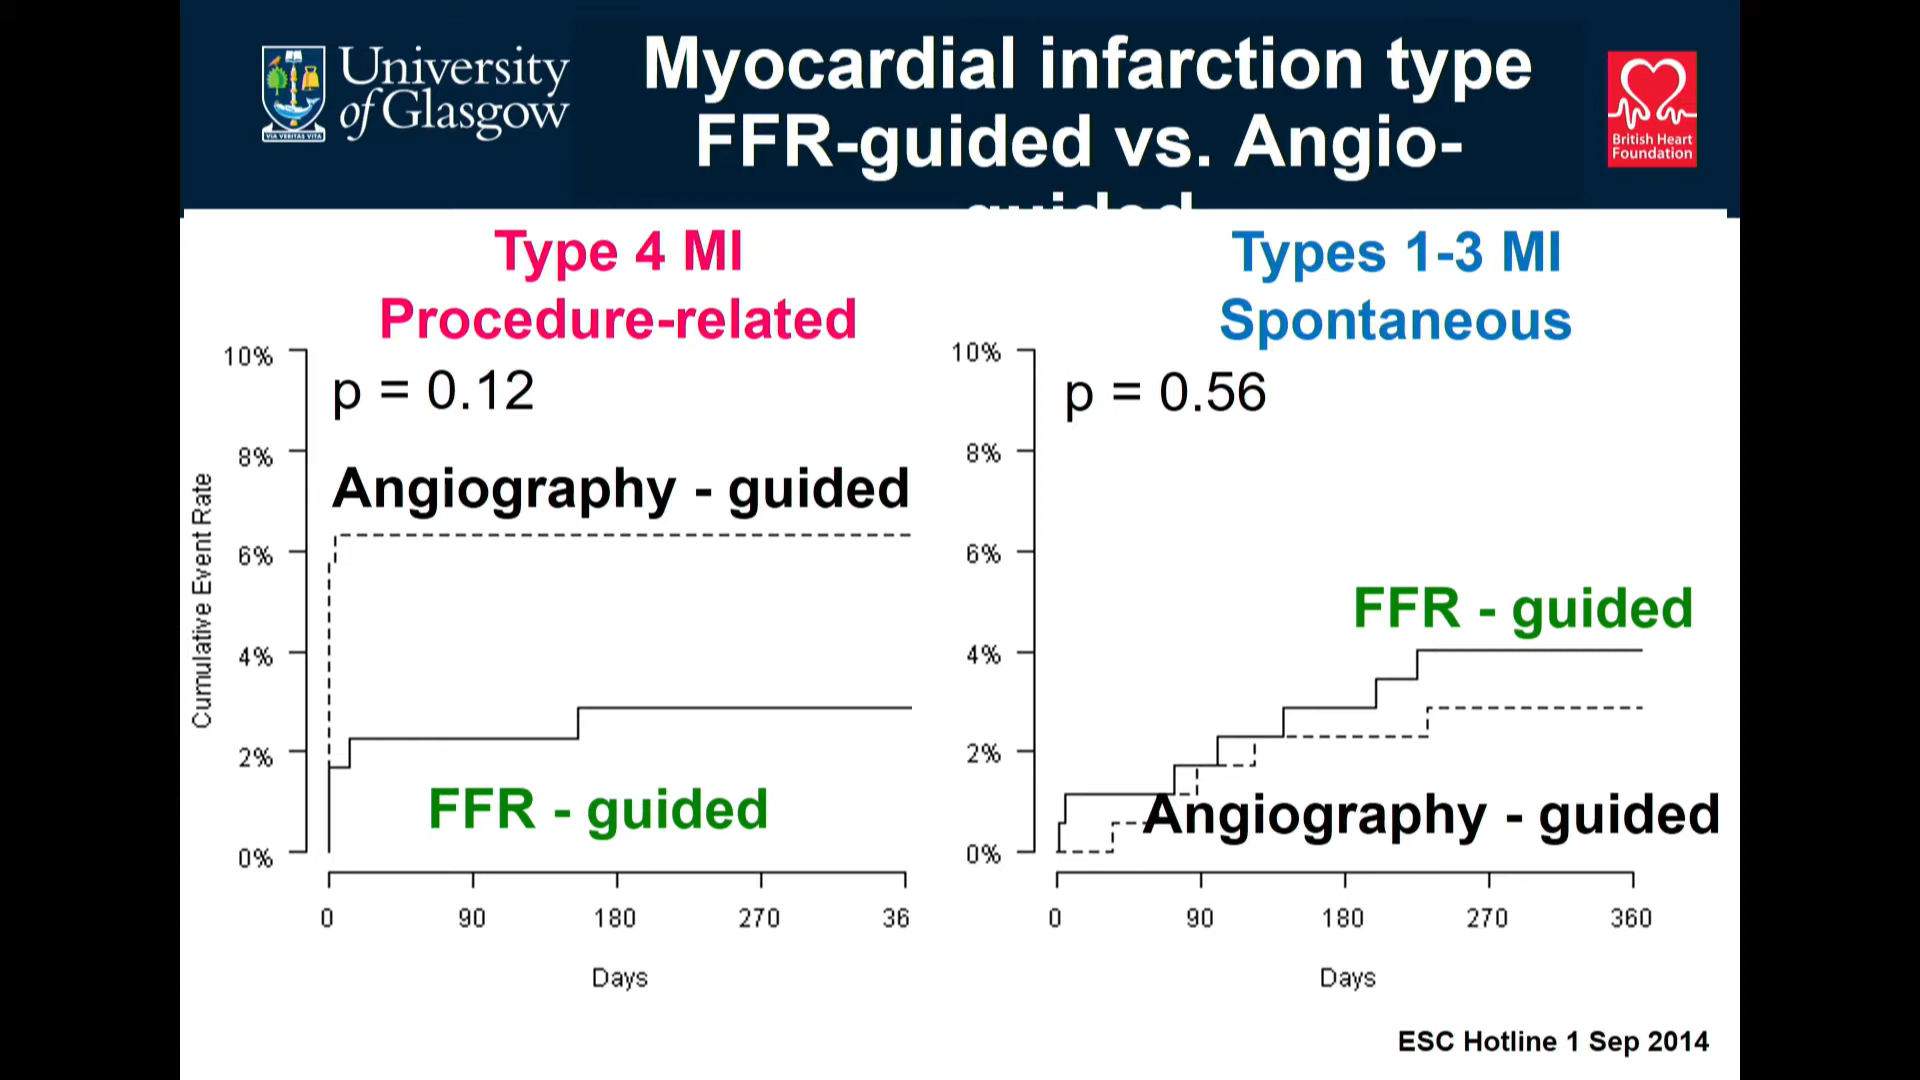 University
of Glasgow
VIA VERITAS VITA
Myocardial infarction type
FFR-guided vs. Angio-
guided
British Heart
Foundation
Type 4 MI
Procedure-related
p = 0.12
Angiography - guided
FFR - guided
Cumulative Event Rate
10%
8%
6%
4%
2%
0%
0 90 180 270 36
Days
Types 1-3 MI
Spontaneous
p = 0.56
FFR - guided
Angiography - guided
10%
8%
6%
4%
2%
0%
0 90 180 270 360
Days
ESC Hotline 1 Sep 2014